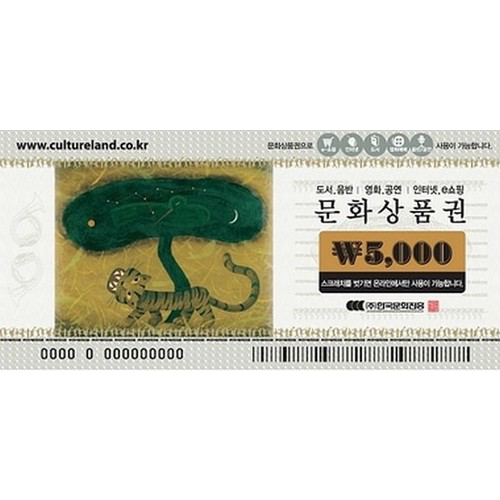 www.cultureland.co.kr
문화상품권으로
사용이 가능합니다.
도서.음반 | 영화.공연 | 인터넷.e쇼핑
문화상품권
₩5,000
스크래치를 벗기면 온라인에서만 사용이 가능합니다.
(주)한국문화진흥
0000 0 000000000